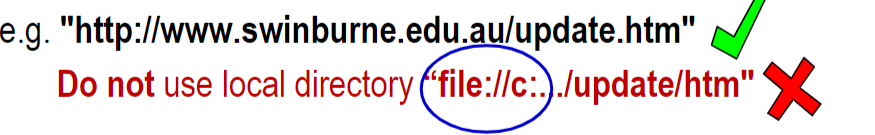 e.g. "http://www.swinburne.edu.au/update.htm"
Do not use local directory “file://c:.../update/htm"